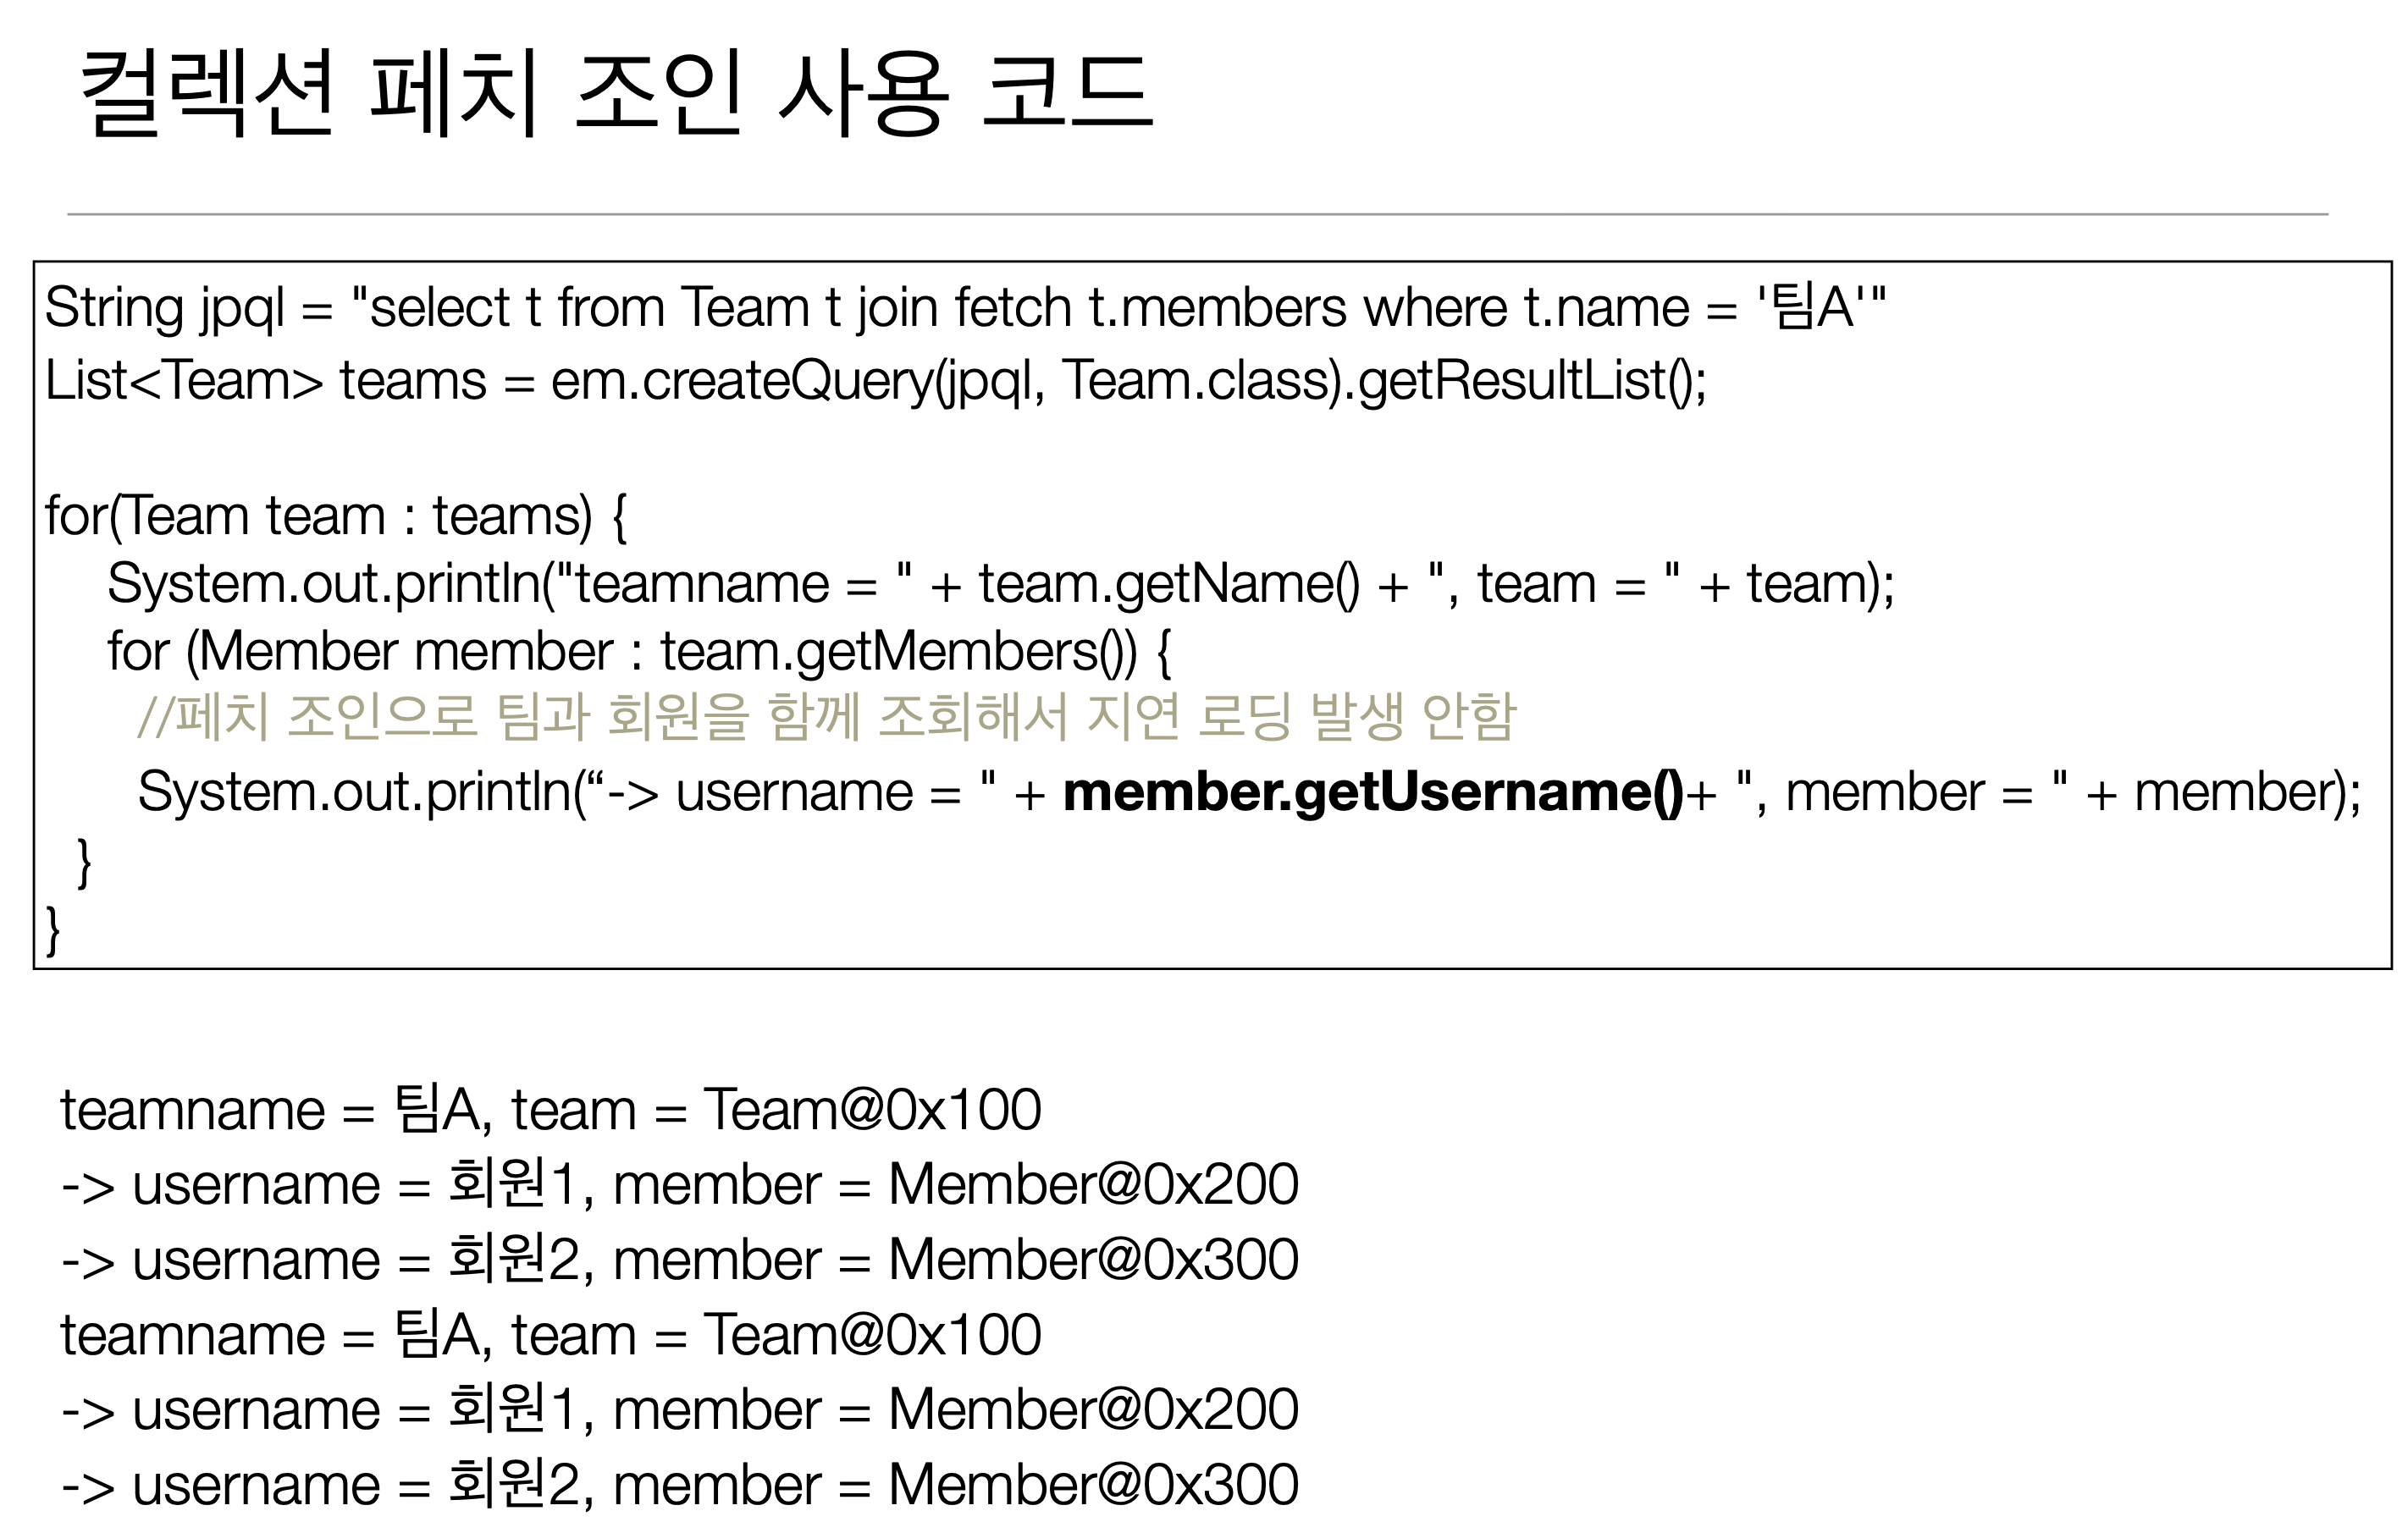 컬렉션 페치 조인 사용 코드
String jpql = "select t from Team t join fetch t.members where t.name = '팀A'"
List<Team> teams = em.createQuery(jpql, Team.class).getResultList();
for(Team team : teams) {
System.out.println("teamname = " + team.getName() + ", team = " + team);
for (Member member : team.getMembers()) {
//페치 조인으로 팀과 회원을 함께 조회해서 지연 로딩 발생 안함
System.out.println(“-> username = " + member.getUsername()+ ", member = " + member);
}
}
teamname = 팀A, team = Team@0x100
-> username = 회원1, member = Member@0x200
-> username = 회원2, member = Member@0x300
teamname = 팀A, team = Team@0x100
-> username = 회원1, member = Member@0x200
-> username = 회원2, member = Member@0x300